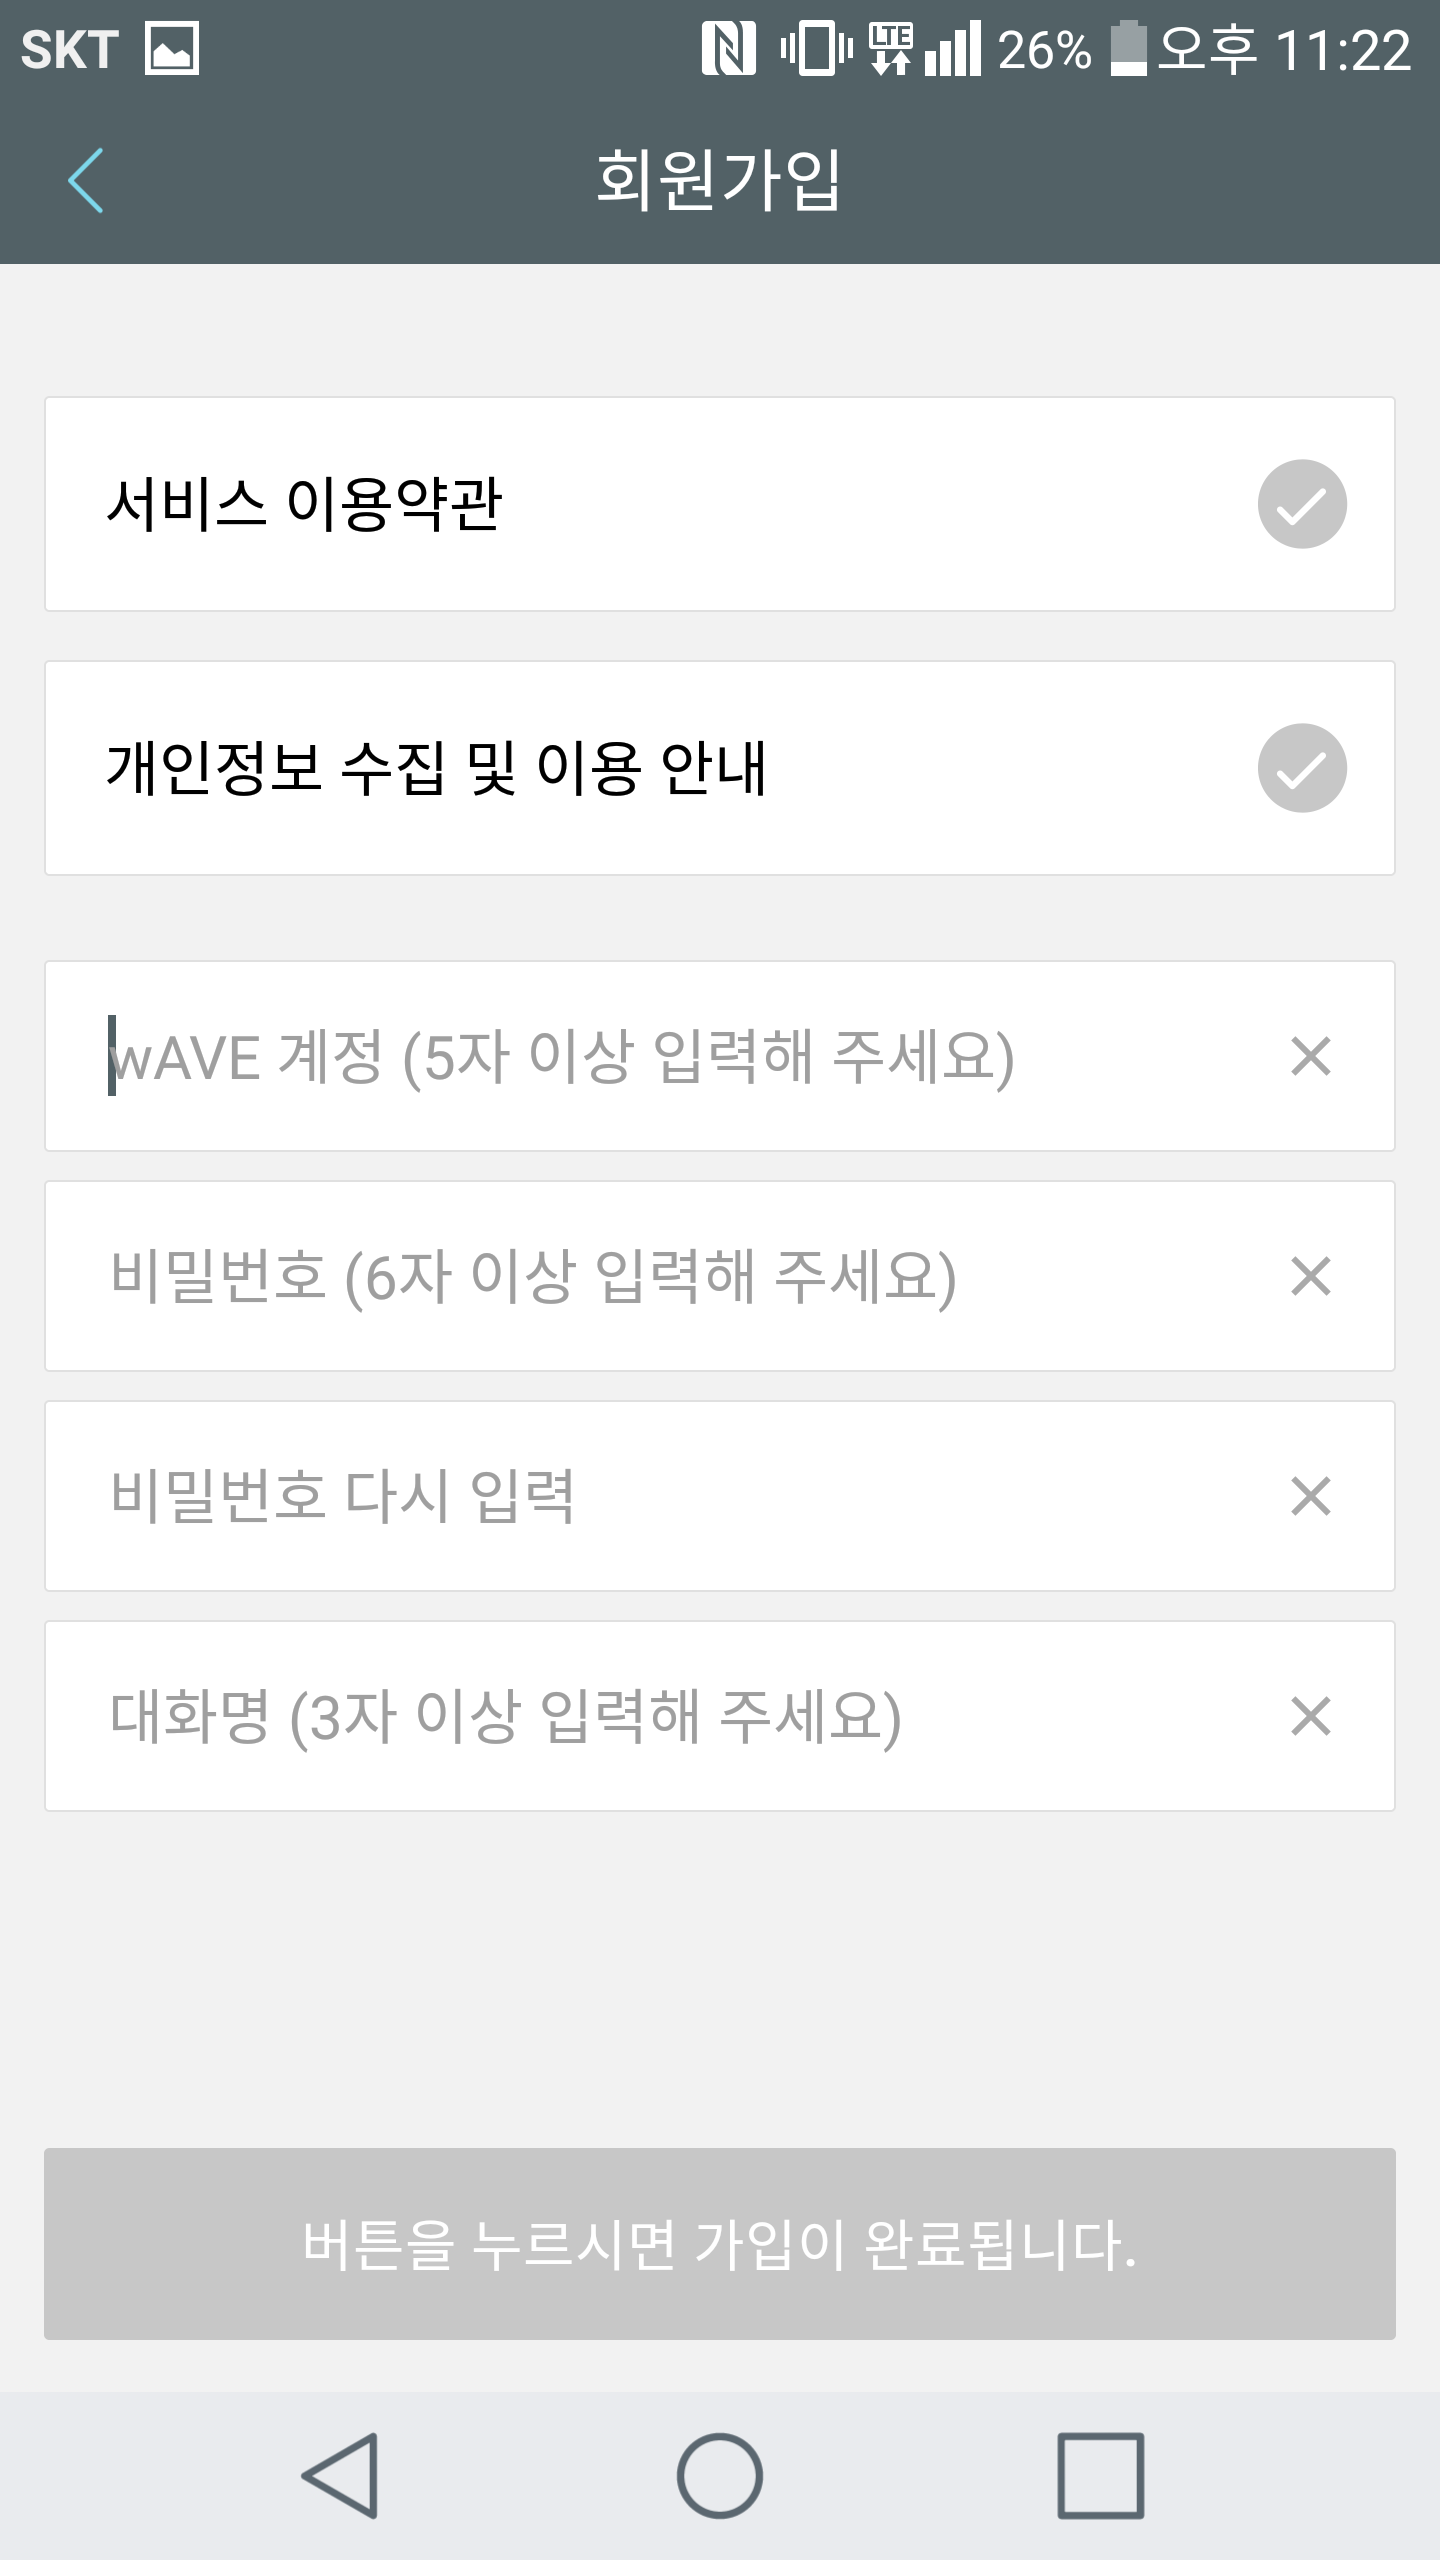 SKT LTE 26% 오후 11:22
회원가입
서비스 이용약관
개인정보 수집 및 이용 안내
wAVE 계정 (5자 이상 입력해 주세요)
비밀번호 (6자 이상 입력해 주세요)
비밀번호 다시 입력
대화명 (3자 이상 입력해 주세요)
버튼을 누르시면 가입이 완료됩니다.